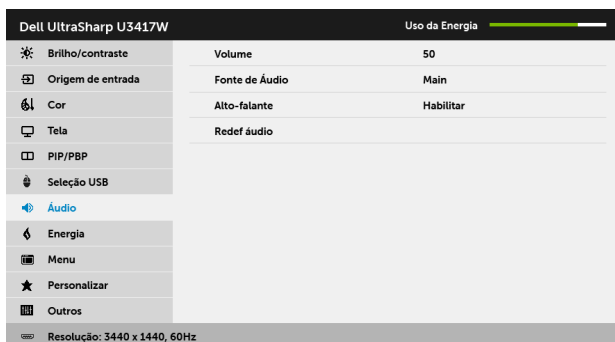 Dell UltraSharp U3417W
Uso da Energia
Brilho/contraste
Volume 50
Origem de entrada
Fonte de Áudio Main
Cor
Alto-falante Habilitar
Tela
Redef áudio
PIP/PBP
Seleção USB
Áudio
Energia
Menu
Personalizar
Outros
Resolução: 3440 x 1440, 60Hz